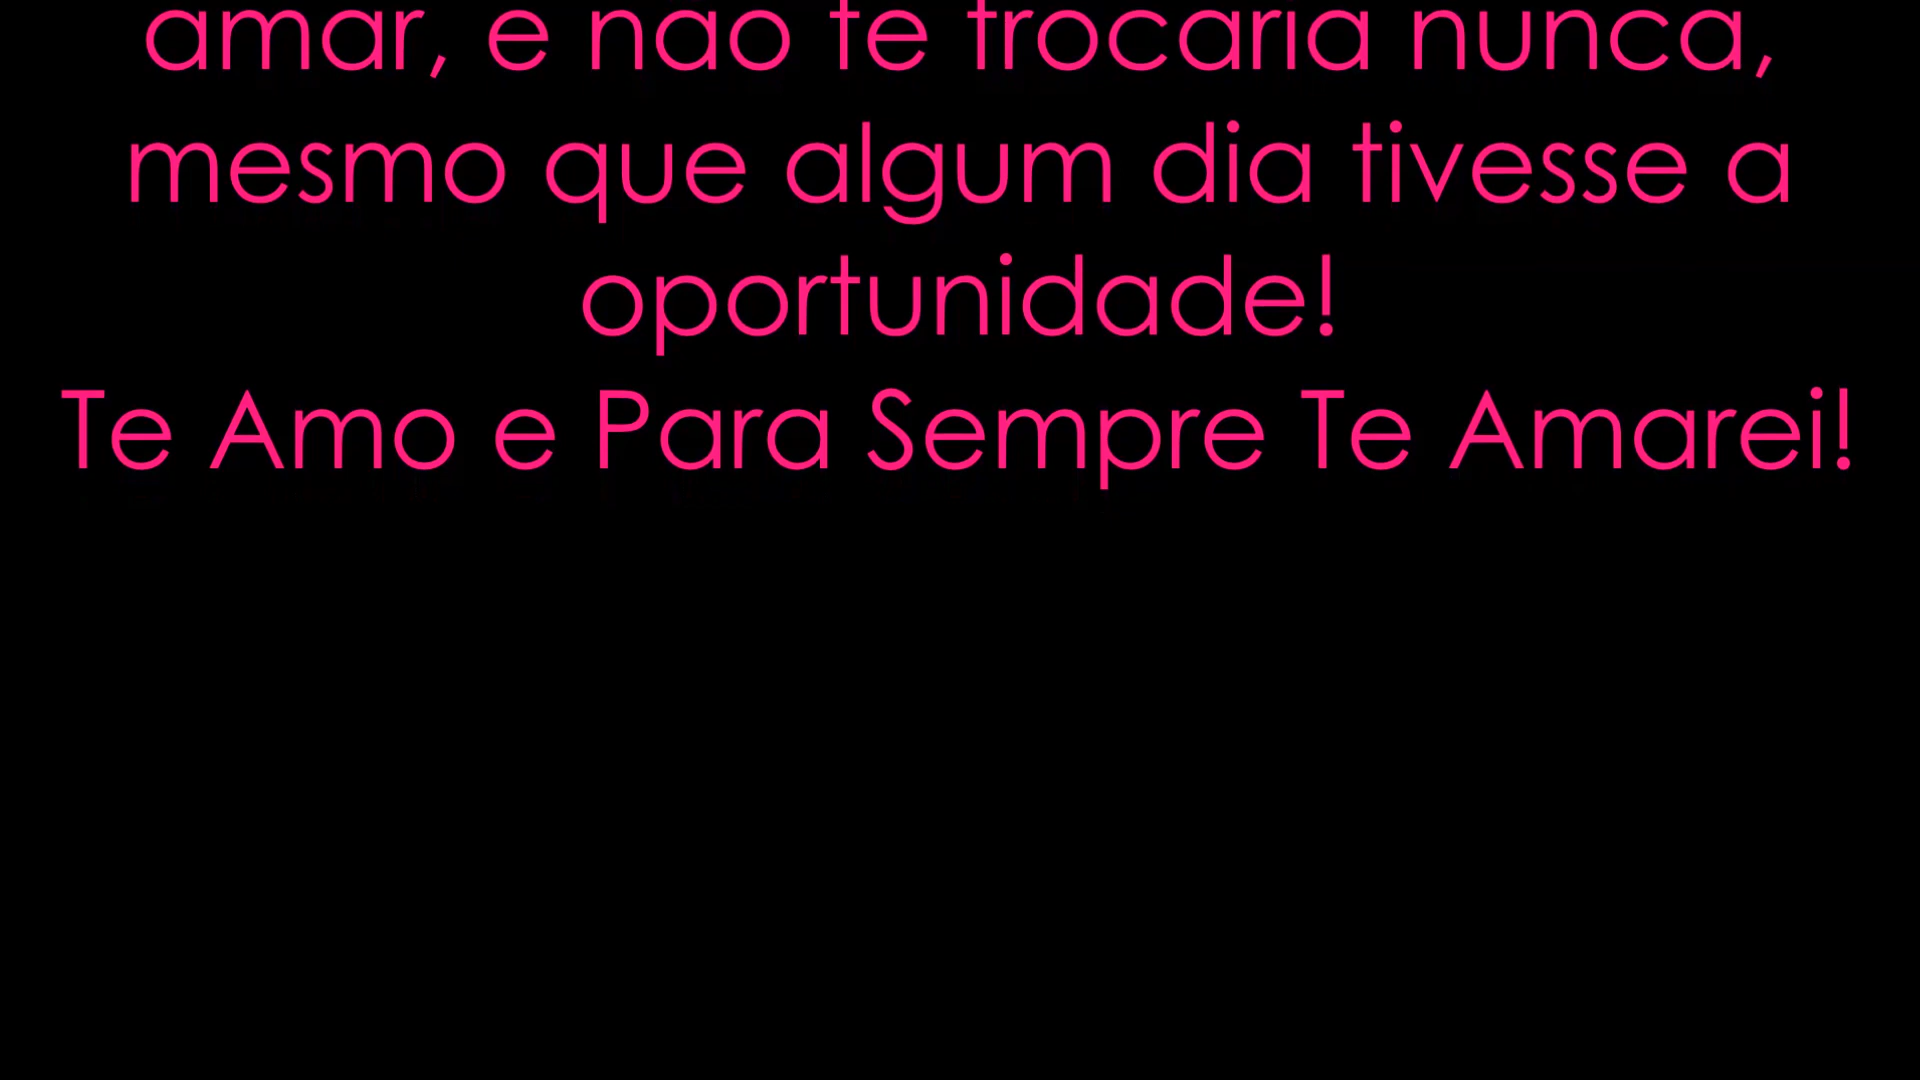 amar, e não te trocaria nunca,
mesmo que algum dia tivesse a
oportunidade!
Te Amo e Para Sempre Te Amarei!